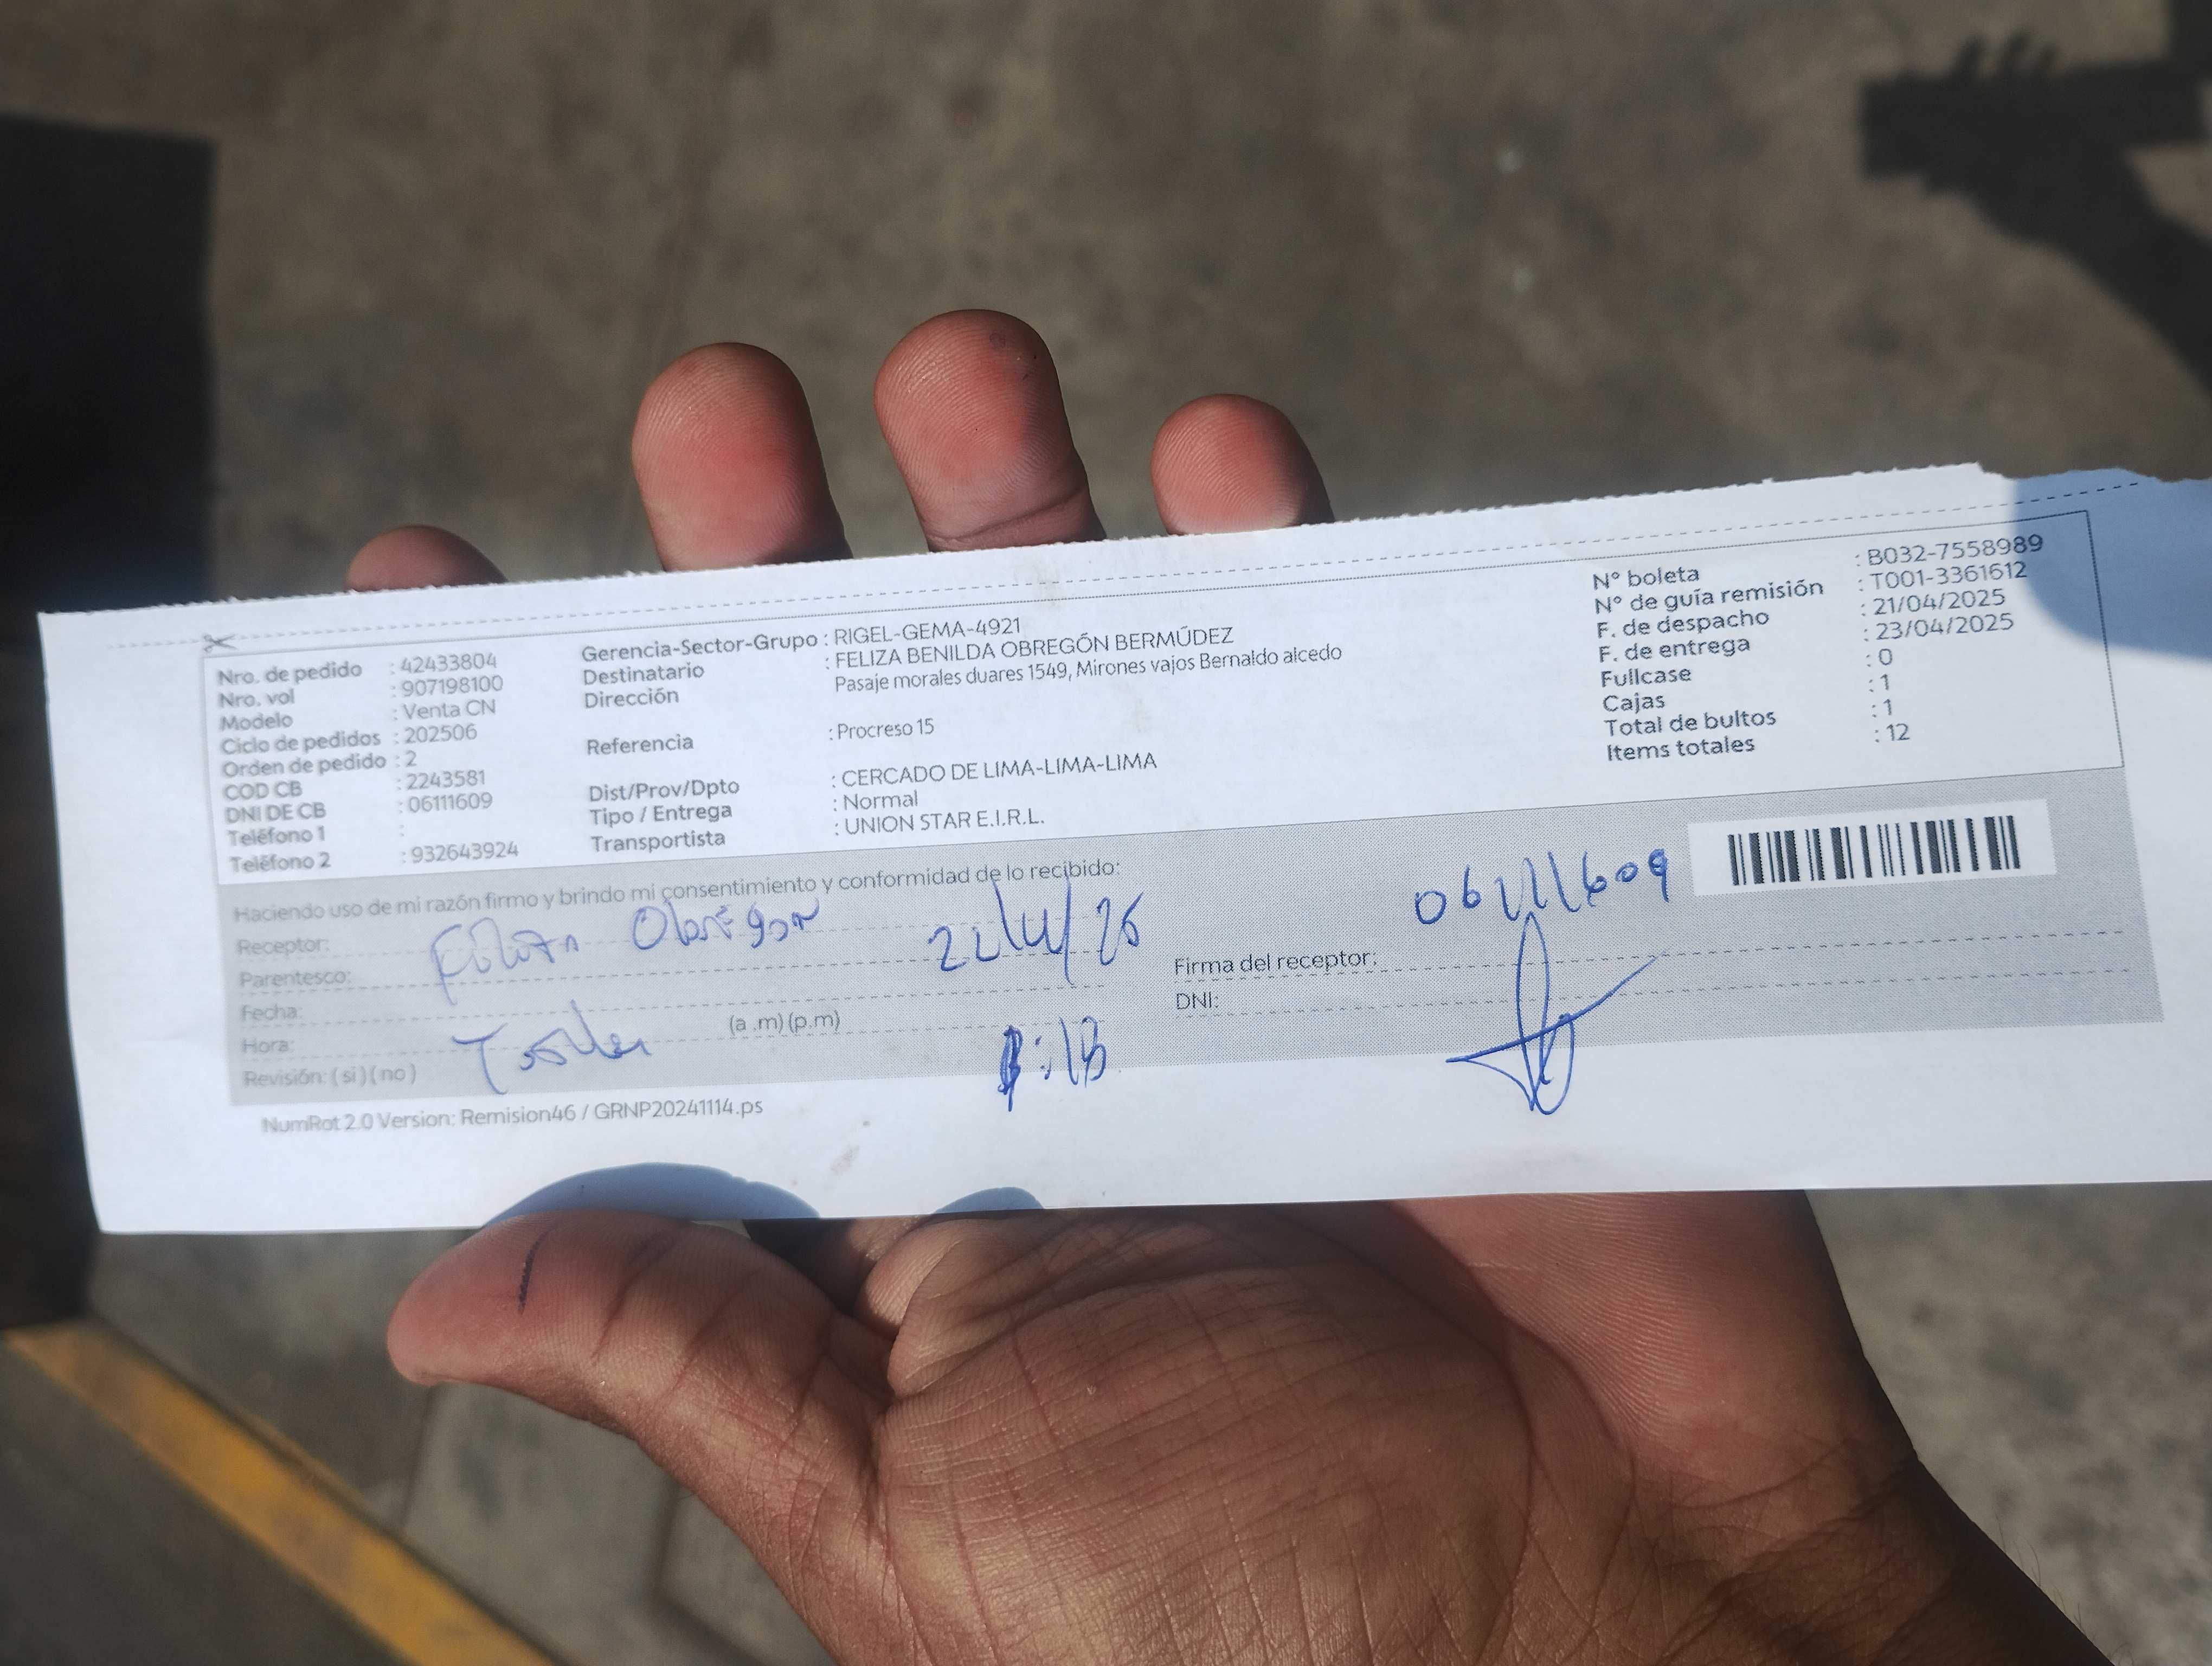 Nro. de pedido : 42433804
Nro. vol : 907198100
Modelo : Venta CN
Ciclo de pedidos : 202506
Orden de pedido : 2
COD CB : 2243581
DNI DE CB : 06111609
Teléfono 1 :
Teléfono 2 : 932643924
Gerencia-Sector-Grupo : RIGEL-GEMA-4921
Destinatario : FELIZA BENILDA OBREGÓN BERMÚDEZ
Dirección Pasaje morales duares 1549, Mirones vajos Bernaldo alcedo
Referencia : Procreso 15
Dist/Prov/Dpto : CERCADO DE LIMA-LIMA-LIMA
Tipo / Entrega : Normal
Transportista : UNION STAR E.I.R.L.
N° boleta : B032-7558989
N° de guía remisión : T001-3361612
F. de despacho : 21/04/2025
F. de entrega : 23/04/2025
Fullcase : 0
Cajas : 1
Total de bultos : 1
Items totales : 12
Haciendo uso de mi razón firmo y brindo mi consentimiento y conformidad de lo recibido:
Receptor: Obregon
Parentesco:
Fecha:
Hora: (a .m) (p.m)
Revisión: ( si ) ( no )
06111609
Firma del receptor:
DNI:
NumRot 2.0 Version: Remision46 / GRNP20241114.ps